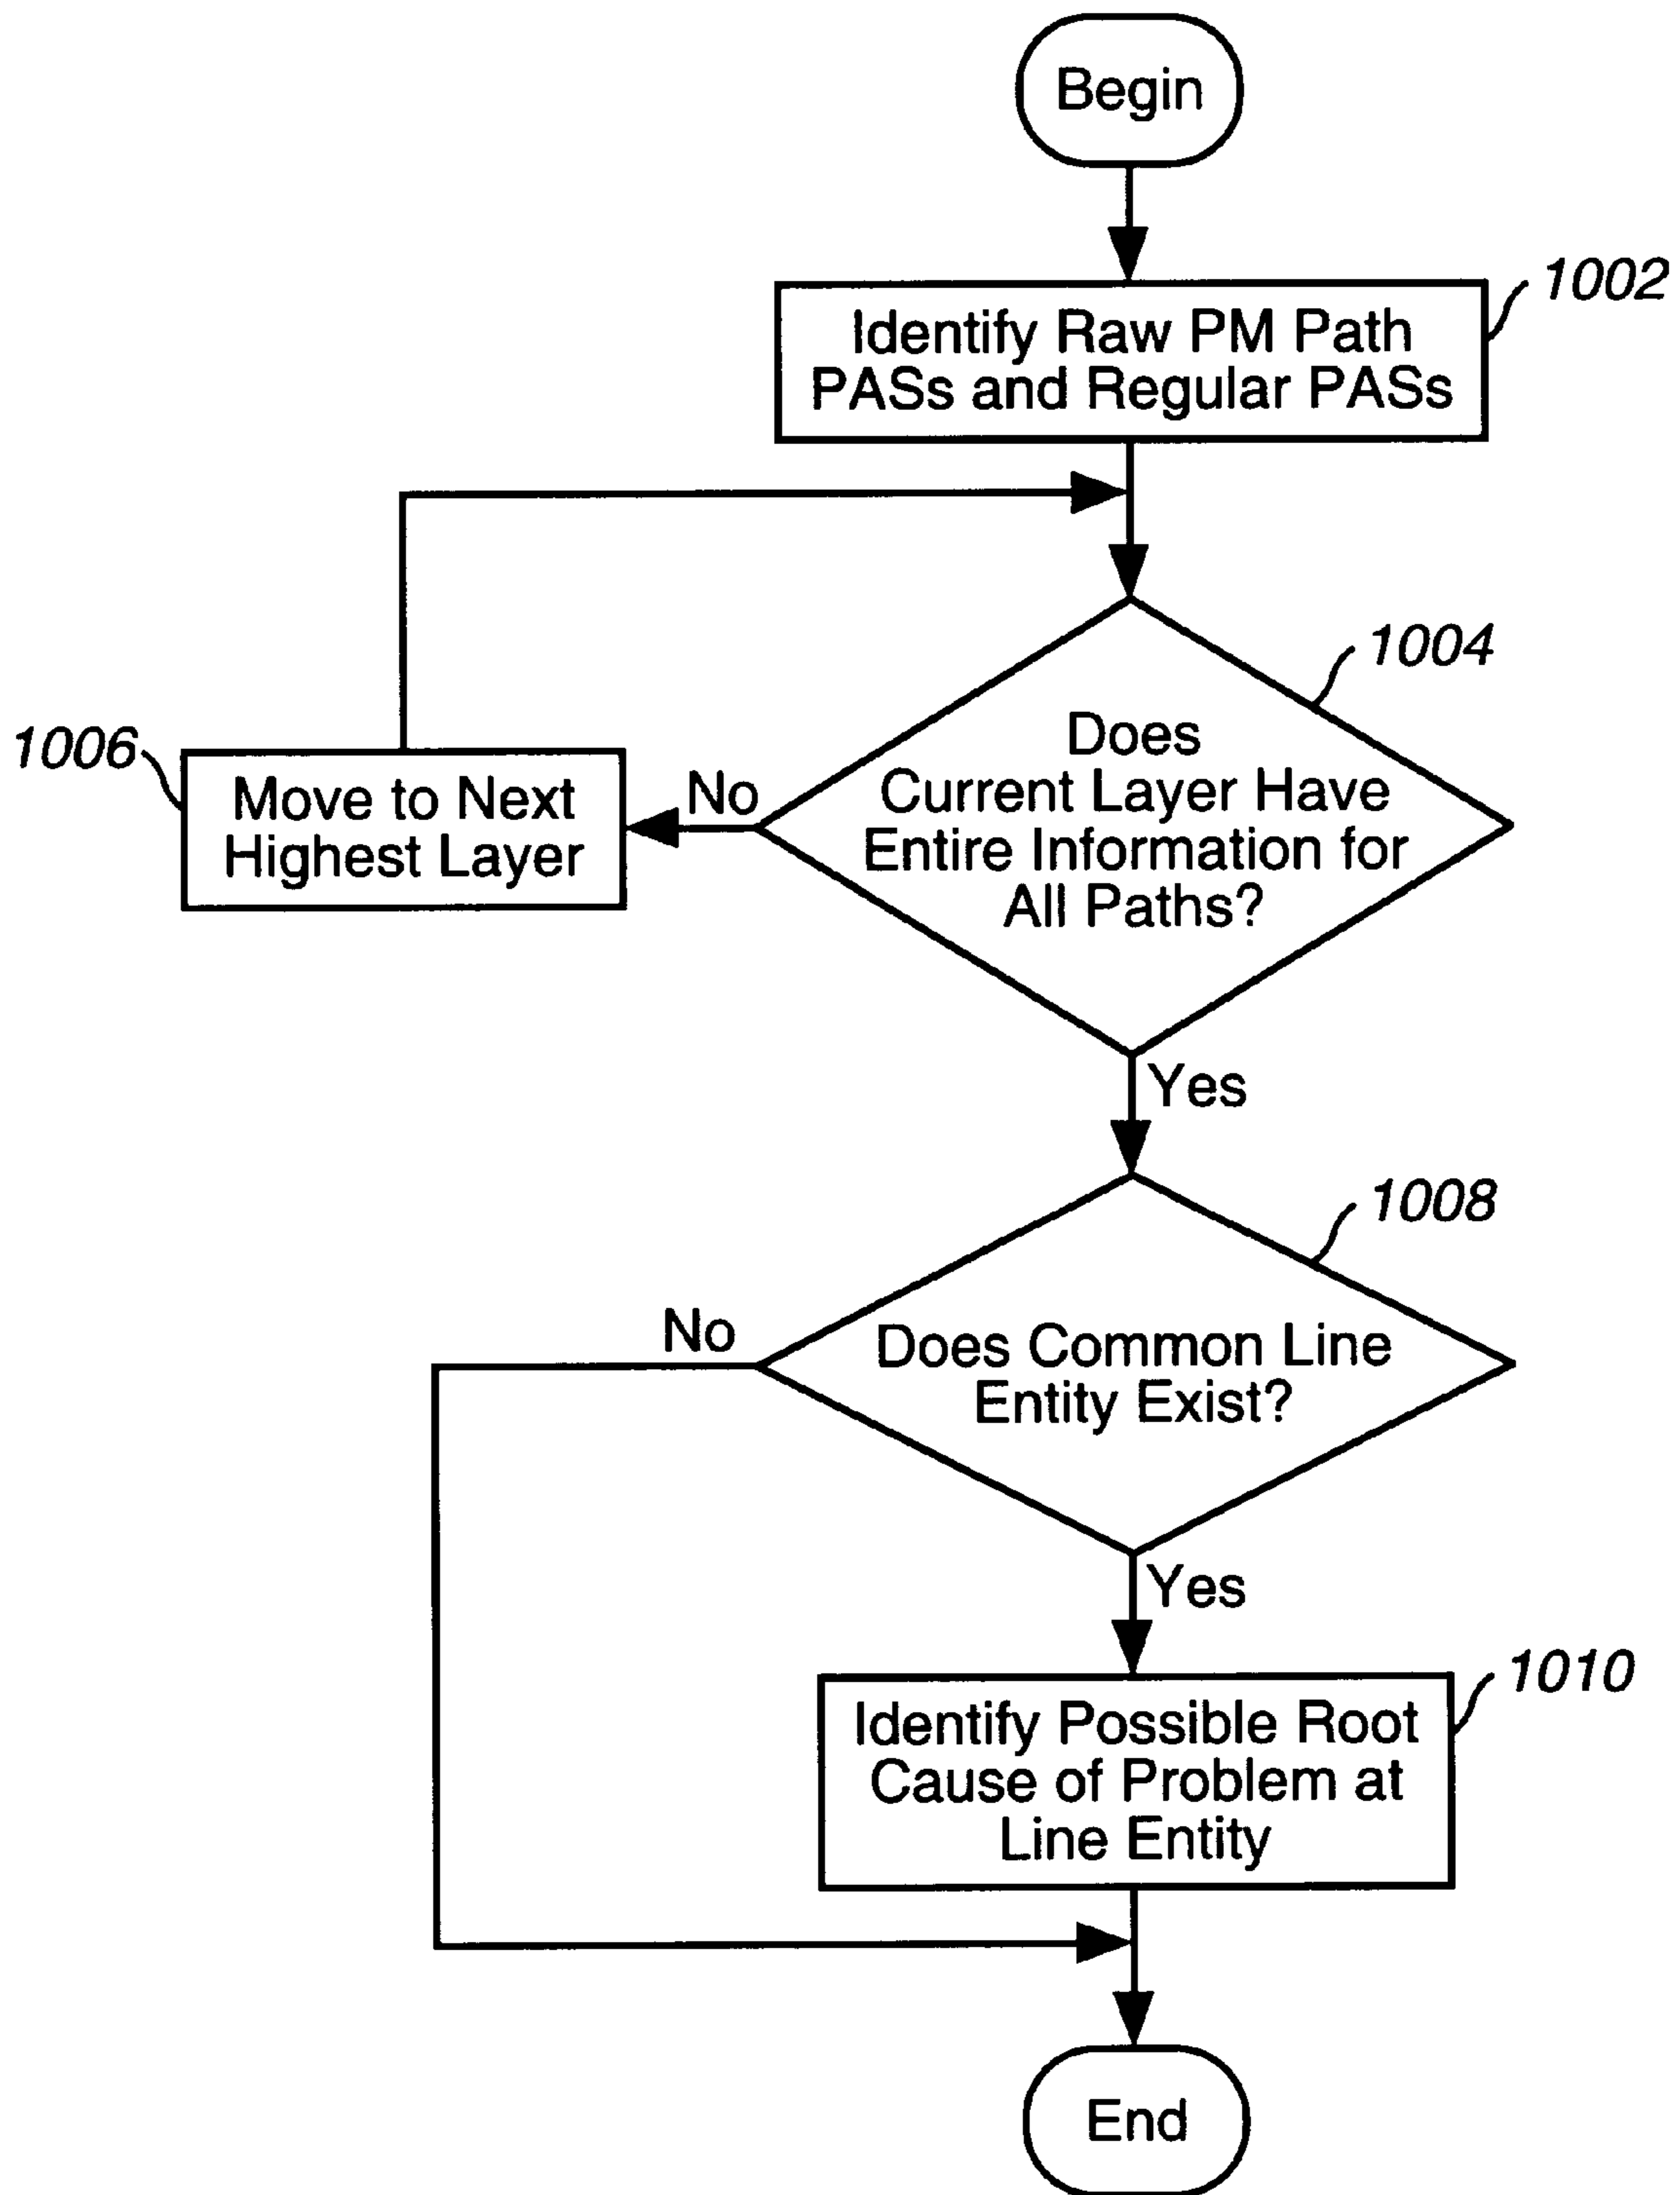 Begin
1002
Identify Raw PM Path
PASs and Regular PASs
1004
Does
Current Layer Have
Entire Information for
All Paths?
No
1006
Move to Next
Highest Layer
Yes
1008
No
Does Common Line
Entity Exist?
Yes
1010
Identify Possible Root
Cause of Problem at
Line Entity
End